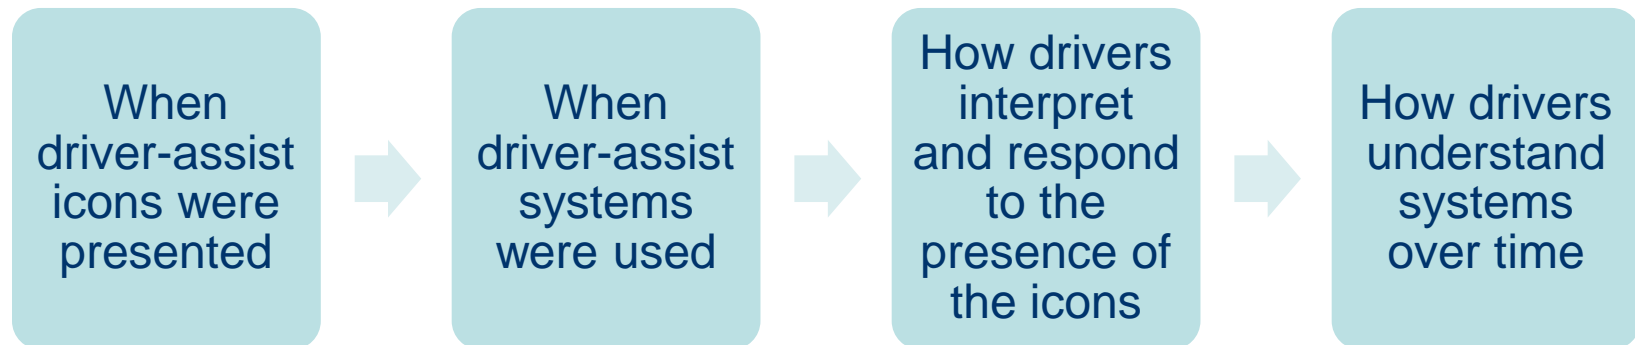 When
driver-assist
icons were
presented
When
driver-assist
systems
were used
How drivers
interpret
and respond
to the
presence of
the icons
How drivers
understand
systems
over time